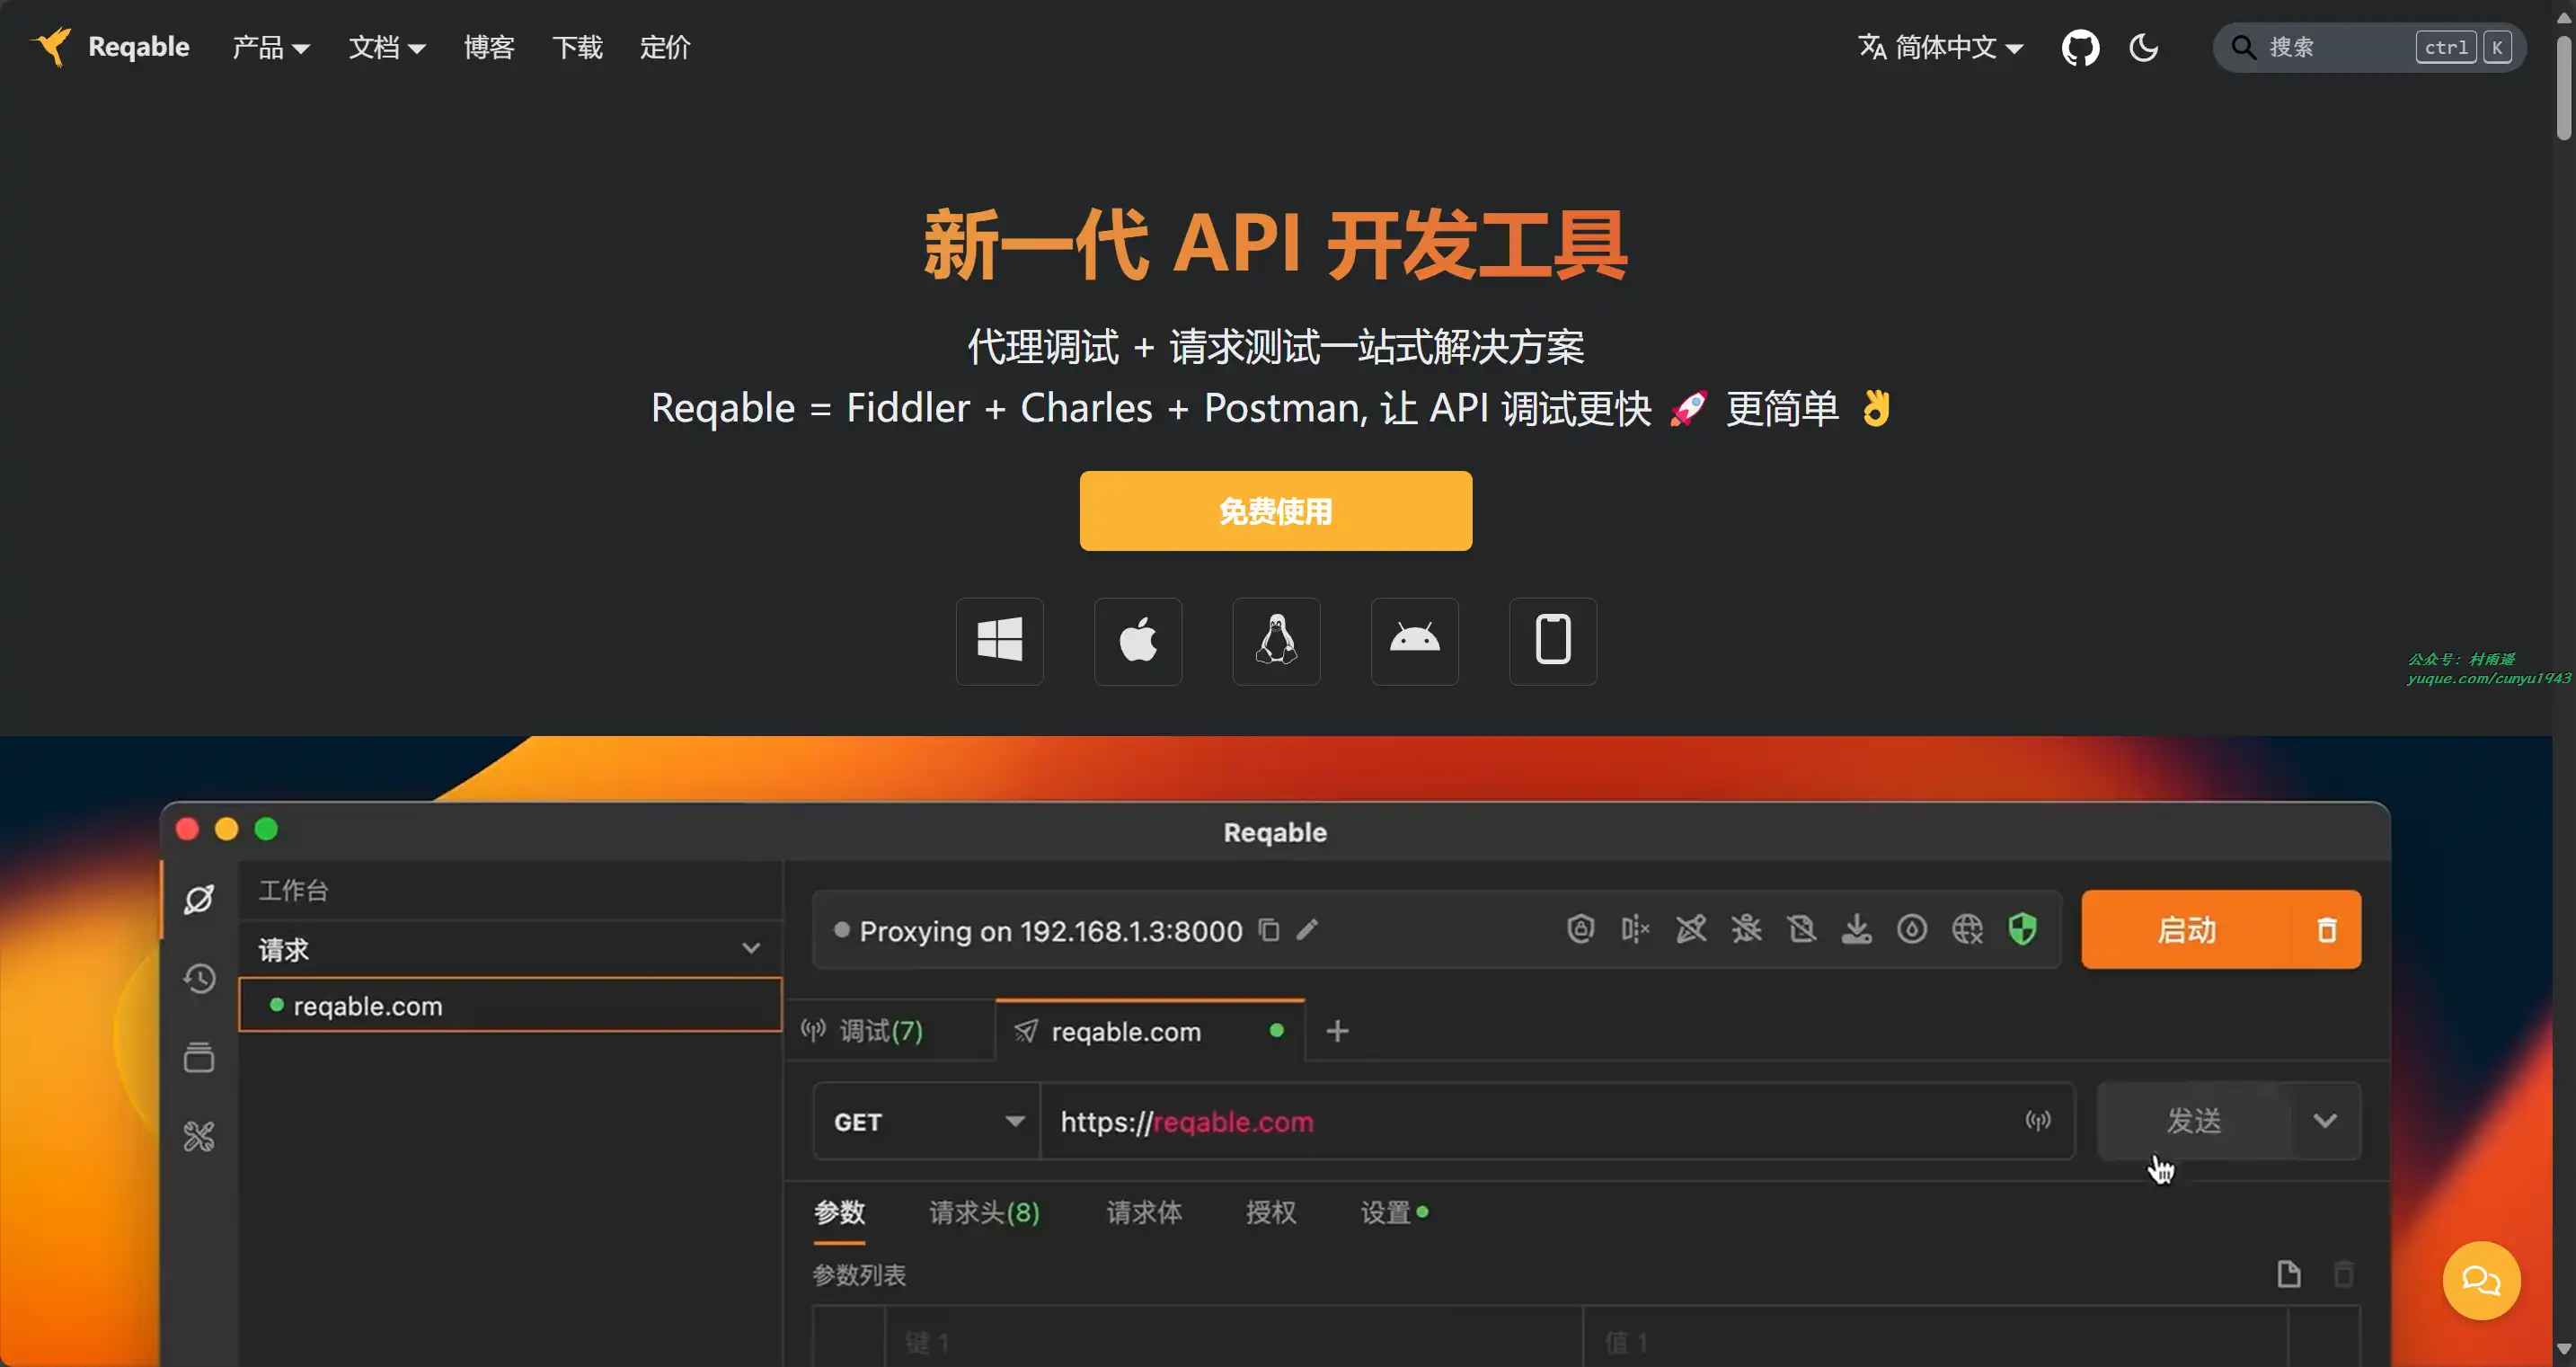 Reqable 产品 文档 博客 下载 定价 简体中文 搜索 ctrl K
新一代 API 开发工具
代理调试 + 请求测试一站式解决方案
Reqable = Fiddler + Charles + Postman, 让 API 调试更快 🚀 更简单 👌
免费使用
公众号：村雨遥
yuque.com/cunyu1943
Reqable
工作台
Proxying on 192.168.1.3:8000 启动
请求
reqable.com
调试(7) reqable.com
GET https://reqable.com 发送
参数 请求头(8) 请求体 授权 设置
参数列表
键 1 值 1